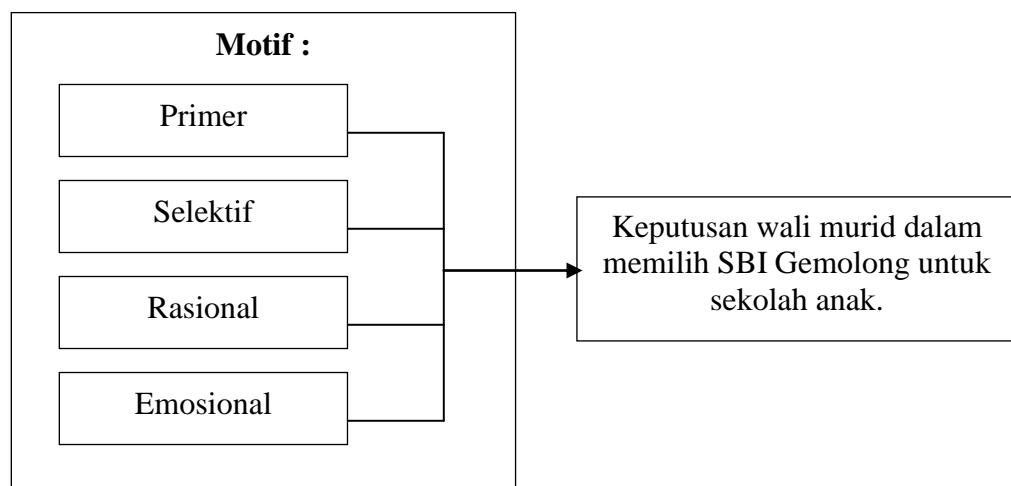 Motif :
Primer
Selektif
Rasional
Emosional
Keputusan wali murid dalam
memilih SBI Gemolong untuk
sekolah anak.